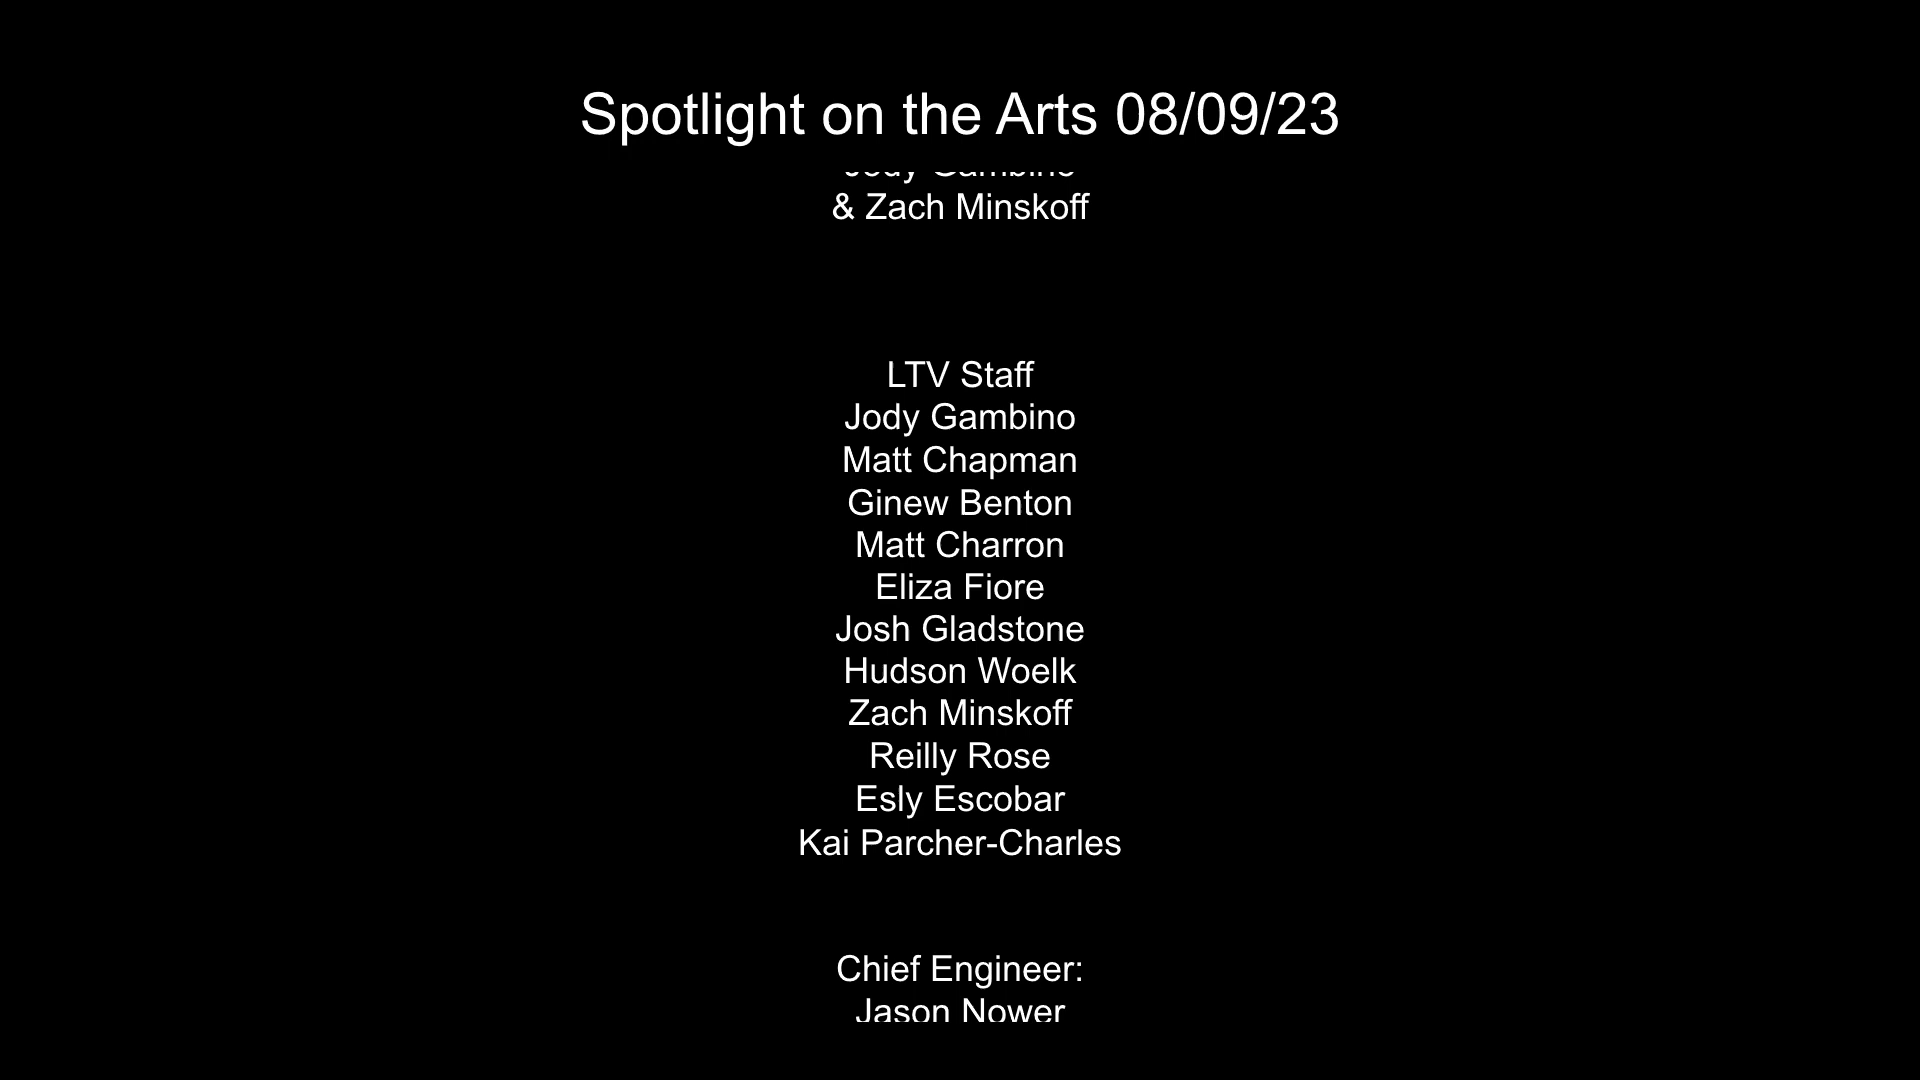 Spotlight on the Arts 08/09/23
Jody Gambino
& Zach Minskoff
LTV Staff
Jody Gambino
Matt Chapman
Ginew Benton
Matt Charron
Eliza Fiore
Josh Gladstone
Hudson Woelk
Zach Minskoff
Reilly Rose
Esly Escobar
Kai Parcher-Charles
Chief Engineer:
Jason Nower